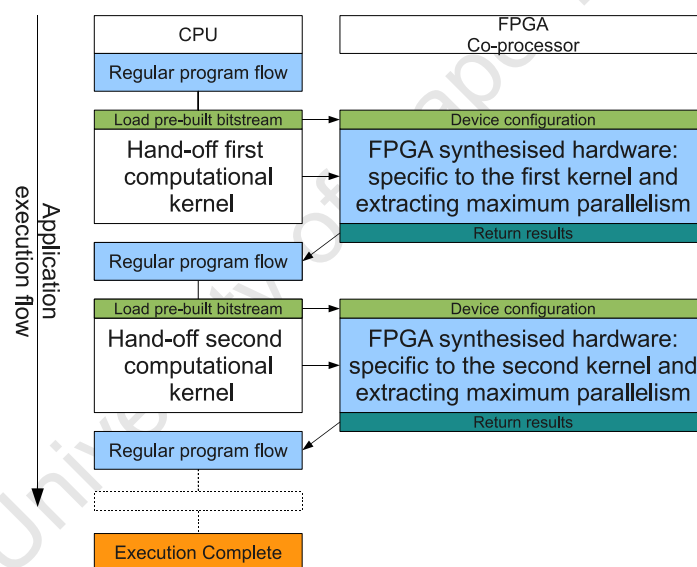 CPU
FPGA
Co-processor
Regular program flow
Load pre-built bitstream
Device configuration
Hand-off first
computational
kernel
FPGA synthesised hardware:
specific to the first kernel and
extracting maximum parallelism
Return results
Regular program flow
Load pre-built bitstream
Device configuration
Hand-off second
computational
kernel
FPGA synthesised hardware:
specific to the second kernel and
extracting maximum parallelism
Return results
Regular program flow
Execution Complete
Application
execution flow
University of